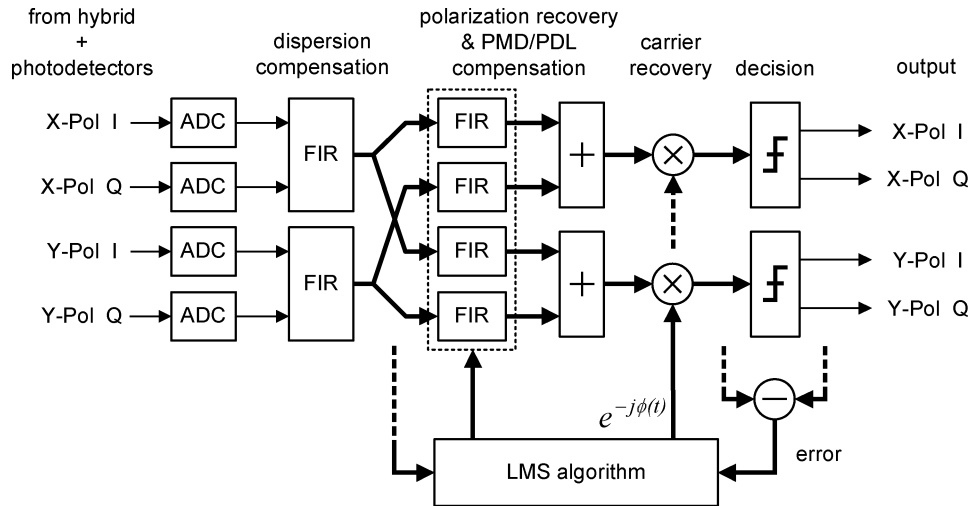 from hybrid
+
photodetectors
dispersion
compensation
polarization recovery
& PMD/PDL
compensation
carrier
recovery
decision
output
X-Pol I
ADC
FIR
FIR
+
×
X-Pol I
X-Pol Q
ADC
FIR
X-Pol Q
Y-Pol I
ADC
FIR
FIR
+
×
Y-Pol I
Y-Pol Q
ADC
FIR
Y-Pol Q
e^{-jϕ(t)}
−
error
LMS algorithm